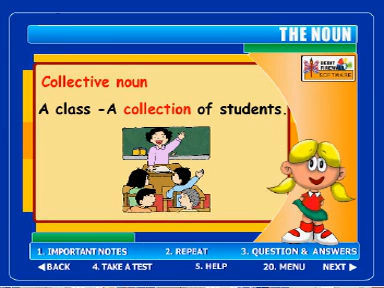 THE NOUN
SOFTWARE
Collective noun
A class -A collection of students.
1. IMPORTANT NOTES 2. REPEAT 3. QUESTION & ANSWERS
BACK 4. TAKE A TEST 5. HELP 20. MENU NEXT